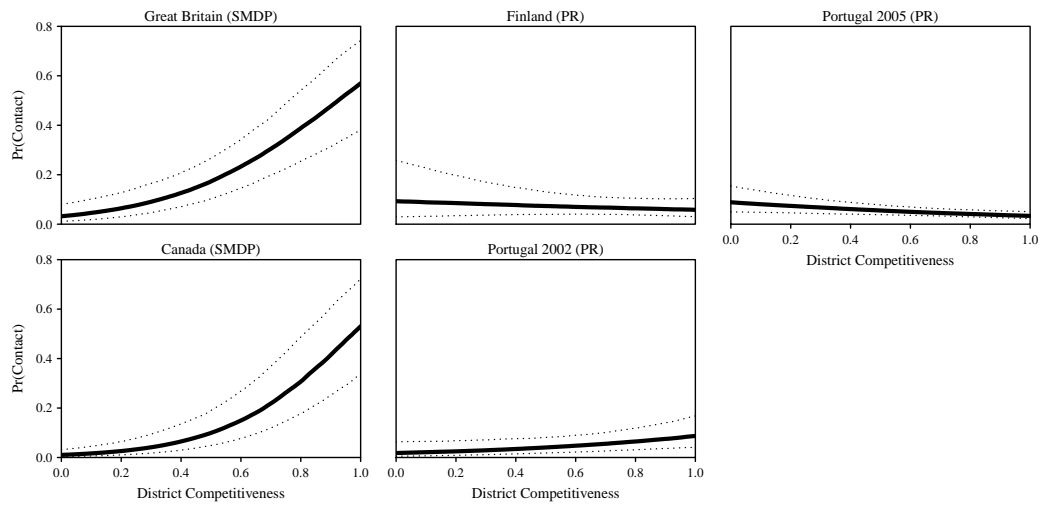 Great Britain (SMDP)
Finland (PR)
Portugal 2005 (PR)
0.8
0.6
0.4
0.2
0.0
Pr(Contact)
0.0 0.2 0.4 0.6 0.8 1.0
District Competitiveness
Canada (SMDP)
Portugal 2002 (PR)
0.8
0.6
0.4
0.2
0.0
Pr(Contact)
0.0 0.2 0.4 0.6 0.8 1.0
District Competitiveness
0.0 0.2 0.4 0.6 0.8 1.0
District Competitiveness